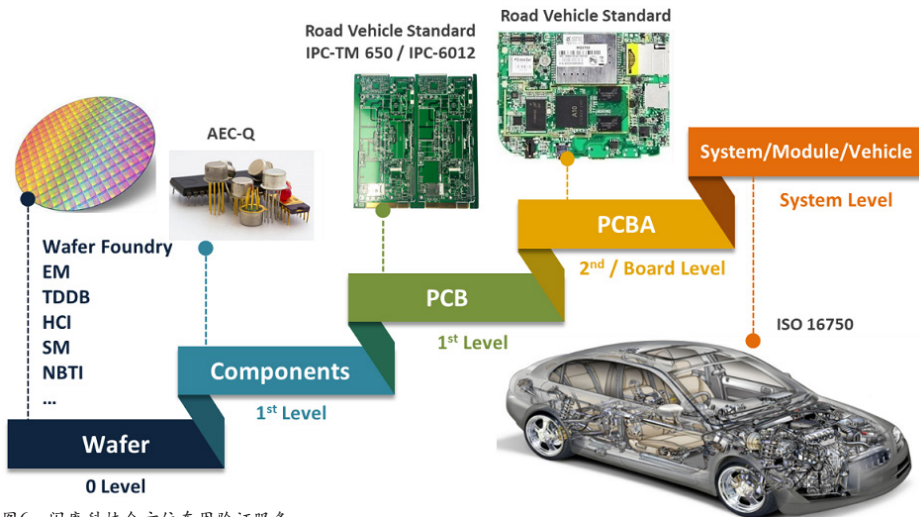 Road Vehicle Standard
Road Vehicle Standard
IPC-TM 650 / IPC-6012
AEC-Q
System/Module/Vehicle
System Level
PCBA
2nd / Board Level
Wafer Foundry
EM
TDDB
HCI
SM
NBTI
...
PCB
1st Level
ISO 16750
Components
1st Level
Wafer
0 Level